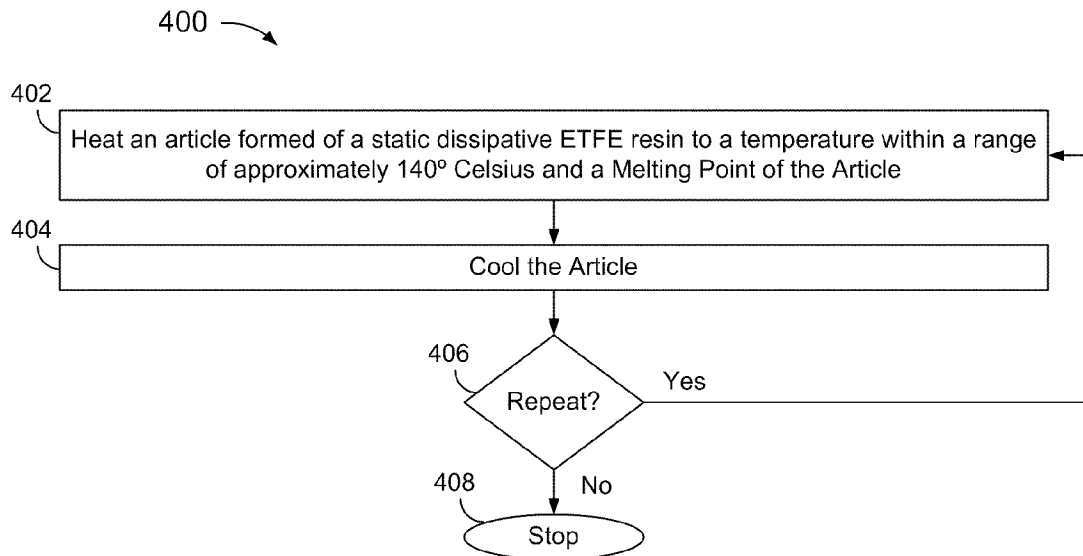 400
402
Heat an article formed of a static dissipative ETFE resin to a temperature within a range
of approximately 140º Celsius and a Melting Point of the Article
404
Cool the Article
406
Repeat?
Yes
No
408
Stop